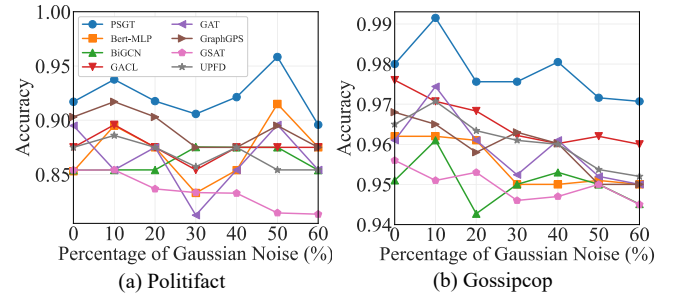 1.00
0.95
0.90
0.85
Accuracy
PSGT
Bert-MLP
BiGCN
GACL
GAT
GraphGPS
GSAT
UPFD
0 10 20 30 40 50 60
Percentage of Gaussian Noise (%)
(a) Politifact
0.99
0.98
0.97
0.96
0.95
0.94
Accuracy
0 10 20 30 40 50 60
Percentage of Gaussian Noise (%)
(b) Gossipcop